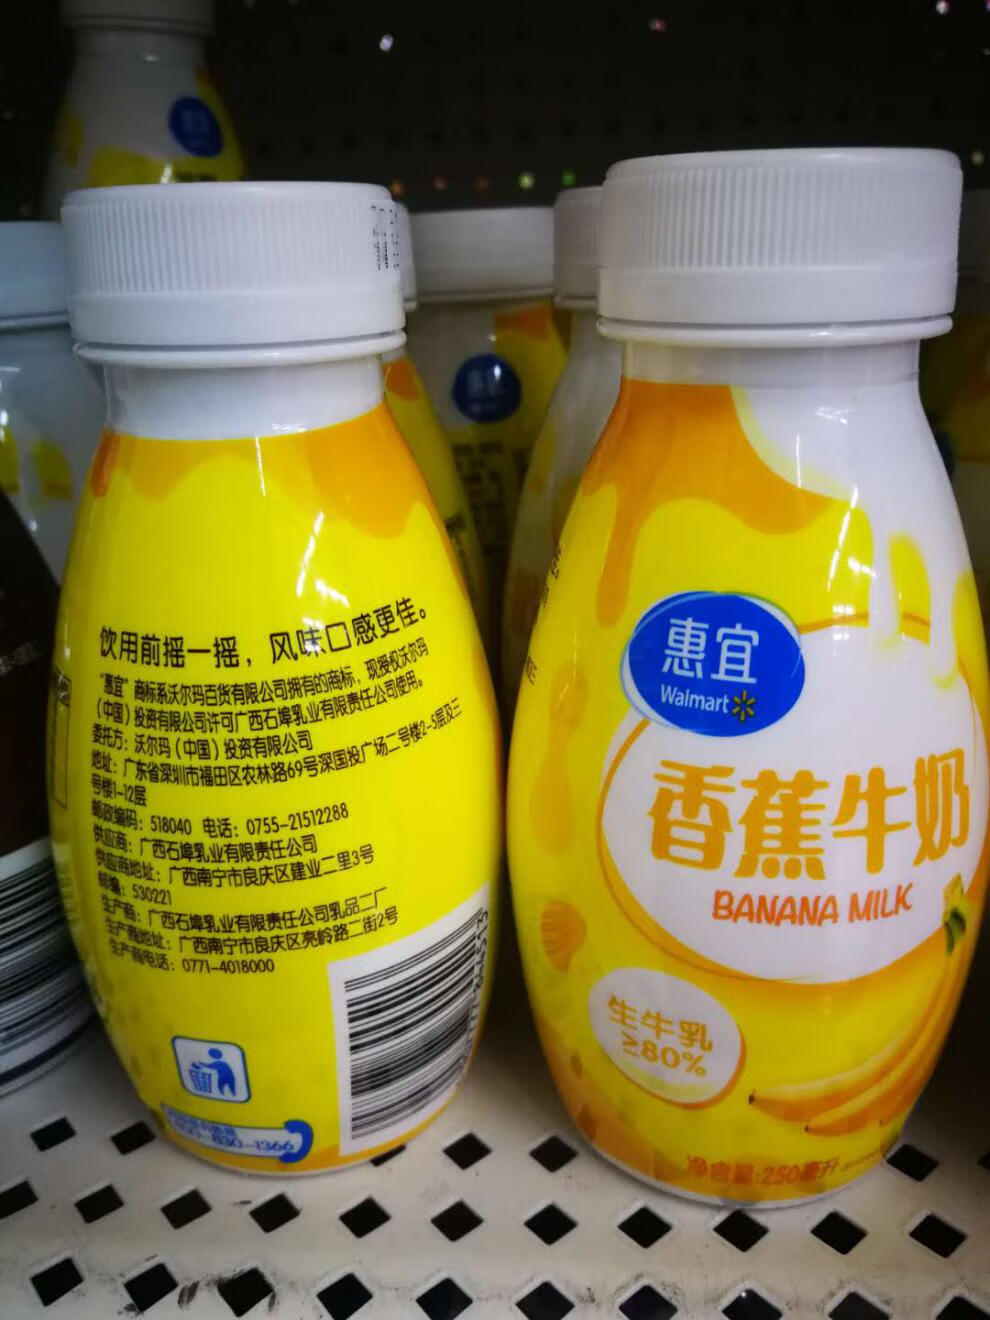 饮用前摇一摇，风味口感更佳。
"惠宜"商标系沃尔玛百货有限公司拥有的商标，现授权沃尔玛
（中国）投资有限公司许可广西石埠乳业有限责任公司使用。
委托方：沃尔玛（中国）投资有限公司
地址：广东省深圳市福田区农林路69号深国投广场二号楼2-5层及三
号楼1-12层
邮政编码：518040 电话：0755-21512288
供应商：广西石埠乳业有限责任公司
供应商地址：广西南宁市良庆区建业二里3号
邮编：530221
生产商：广西石埠乳业有限责任公司乳品二厂
生产商地址：广西南宁市良庆区亮岭路二街2号
生产商电话：0771-4018000
惠宜
Walmart
香蕉牛奶
BANANA MILK
生牛乳
≥80%
净含量:250毫升